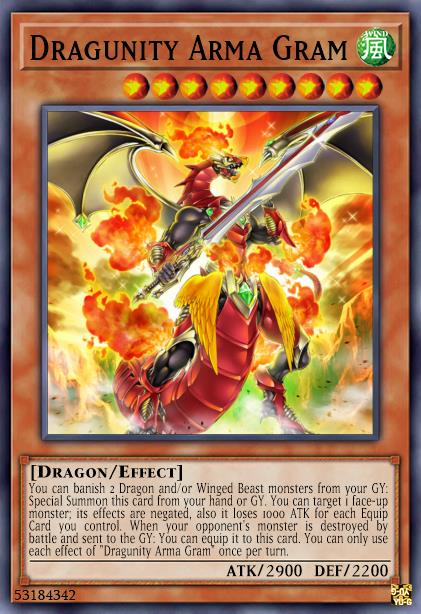 DRAGUNITY ARMA GRAM
WIND
風
[DRAGON/EFFECT]
You can banish 2 Dragon and/or Winged Beast monsters from your GY:
Special Summon this card from your hand or GY. You can target 1 face-up
monster; its effects are negated, also it loses 1000 ATK for each Equip
Card you control. When your opponent's monster is destroyed by
battle and sent to the GY: You can equip it to this card. You can only use
each effect of "Dragunity Arma Gram" once per turn.
ATK/2900 DEF/2200
53184342